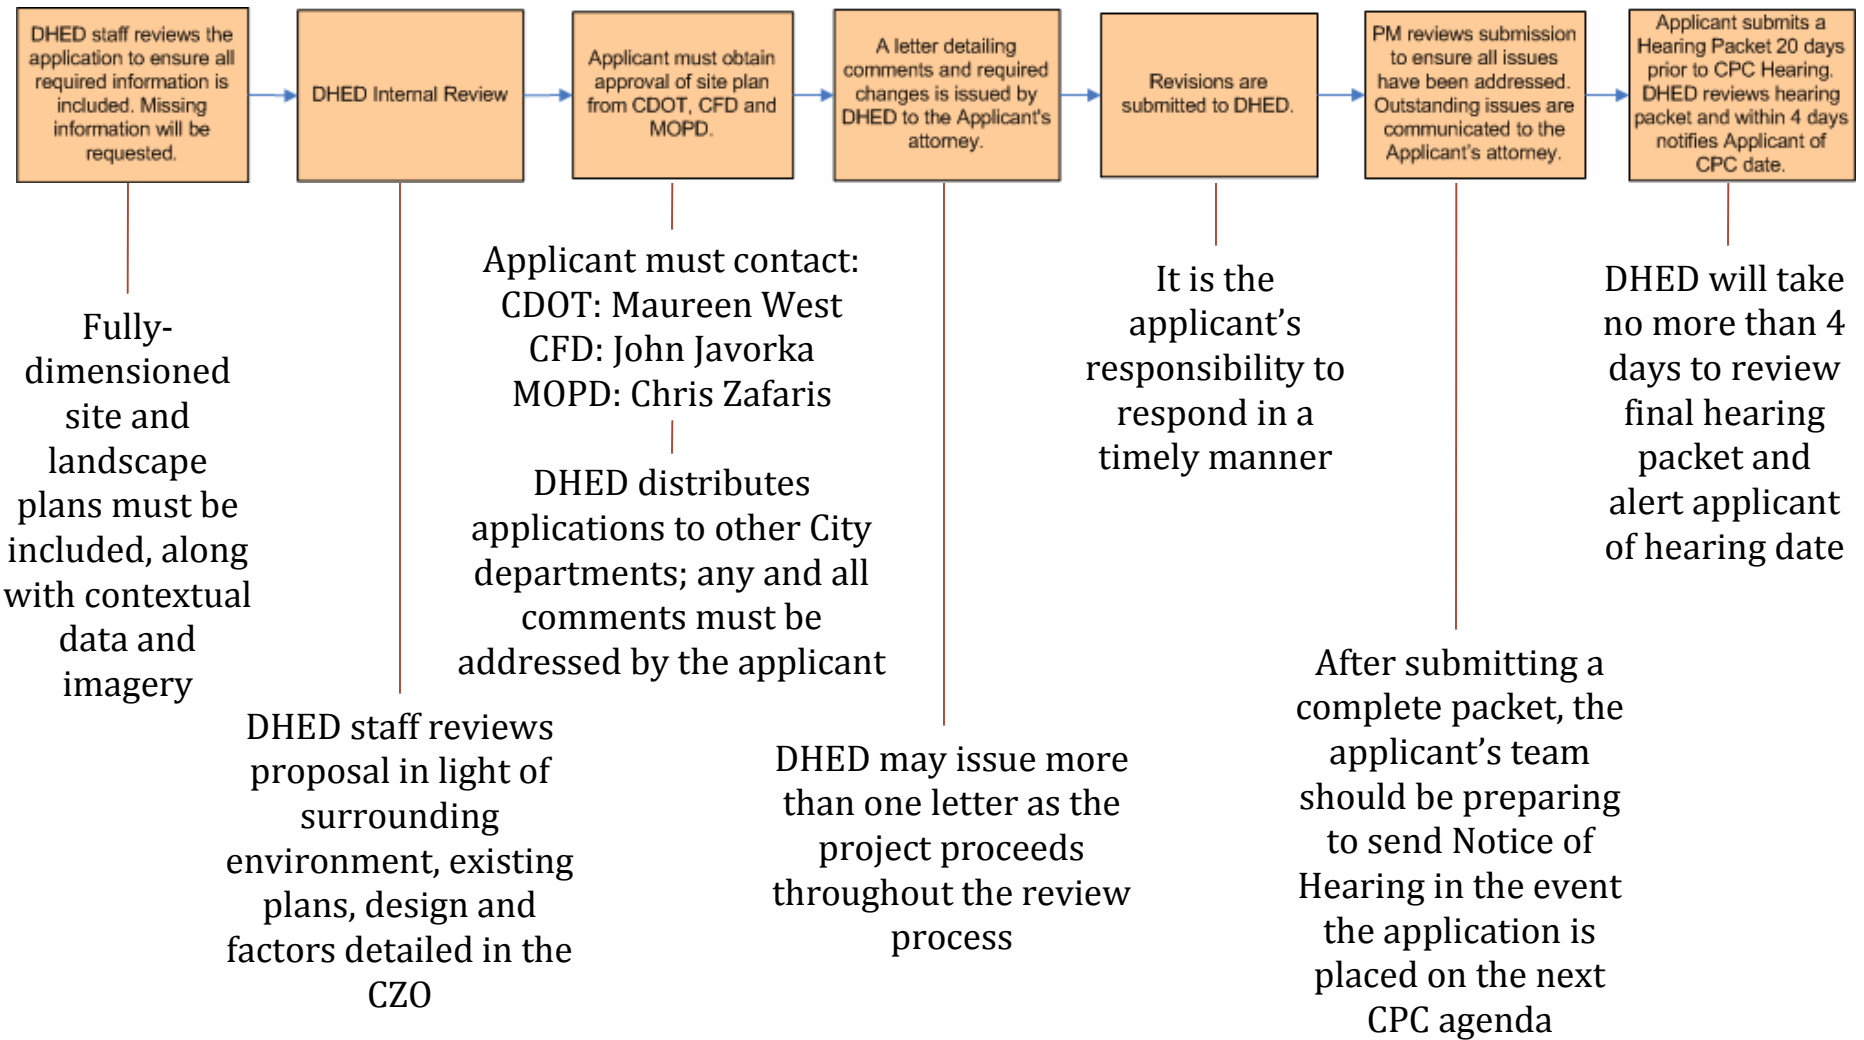 DHED staff reviews the
application to ensure all
required information is
included. Missing
information will be
requested.
DHED Internal Review
Applicant must obtain
approval of site plan
from CDOT, CFD and
MOPD.
A letter detailing
comments and required
changes is issued by
DHED to the Applicant's
attorney.
Revisions are
submitted to DHED.
PM reviews submission
to ensure all issues
have been addressed.
Outstanding issues are
communicated to the
Applicant's attorney.
Applicant submits a
Hearing Packet 20 days
prior to CPC Hearing.
DHED reviews hearing
packet and within 4 days
notifies Applicant of
CPC date.
Fully-
dimensioned
site and
landscape
plans must be
included, along
with contextual
data and
imagery
DHED staff reviews
proposal in light of
surrounding
environment, existing
plans, design and
factors detailed in the
CZO
Applicant must contact:
CDOT: Maureen West
CFD: John Javorka
MOPD: Chris Zafaris
DHED distributes
applications to other City
departments; any and all
comments must be
addressed by the applicant
DHED may issue more
than one letter as the
project proceeds
throughout the review
process
It is the
applicant’s
responsibility to
respond in a
timely manner
After submitting a
complete packet, the
applicant’s team
should be preparing
to send Notice of
Hearing in the event
the application is
placed on the next
CPC agenda
DHED will take
no more than 4
days to review
final hearing
packet and
alert applicant
of hearing date